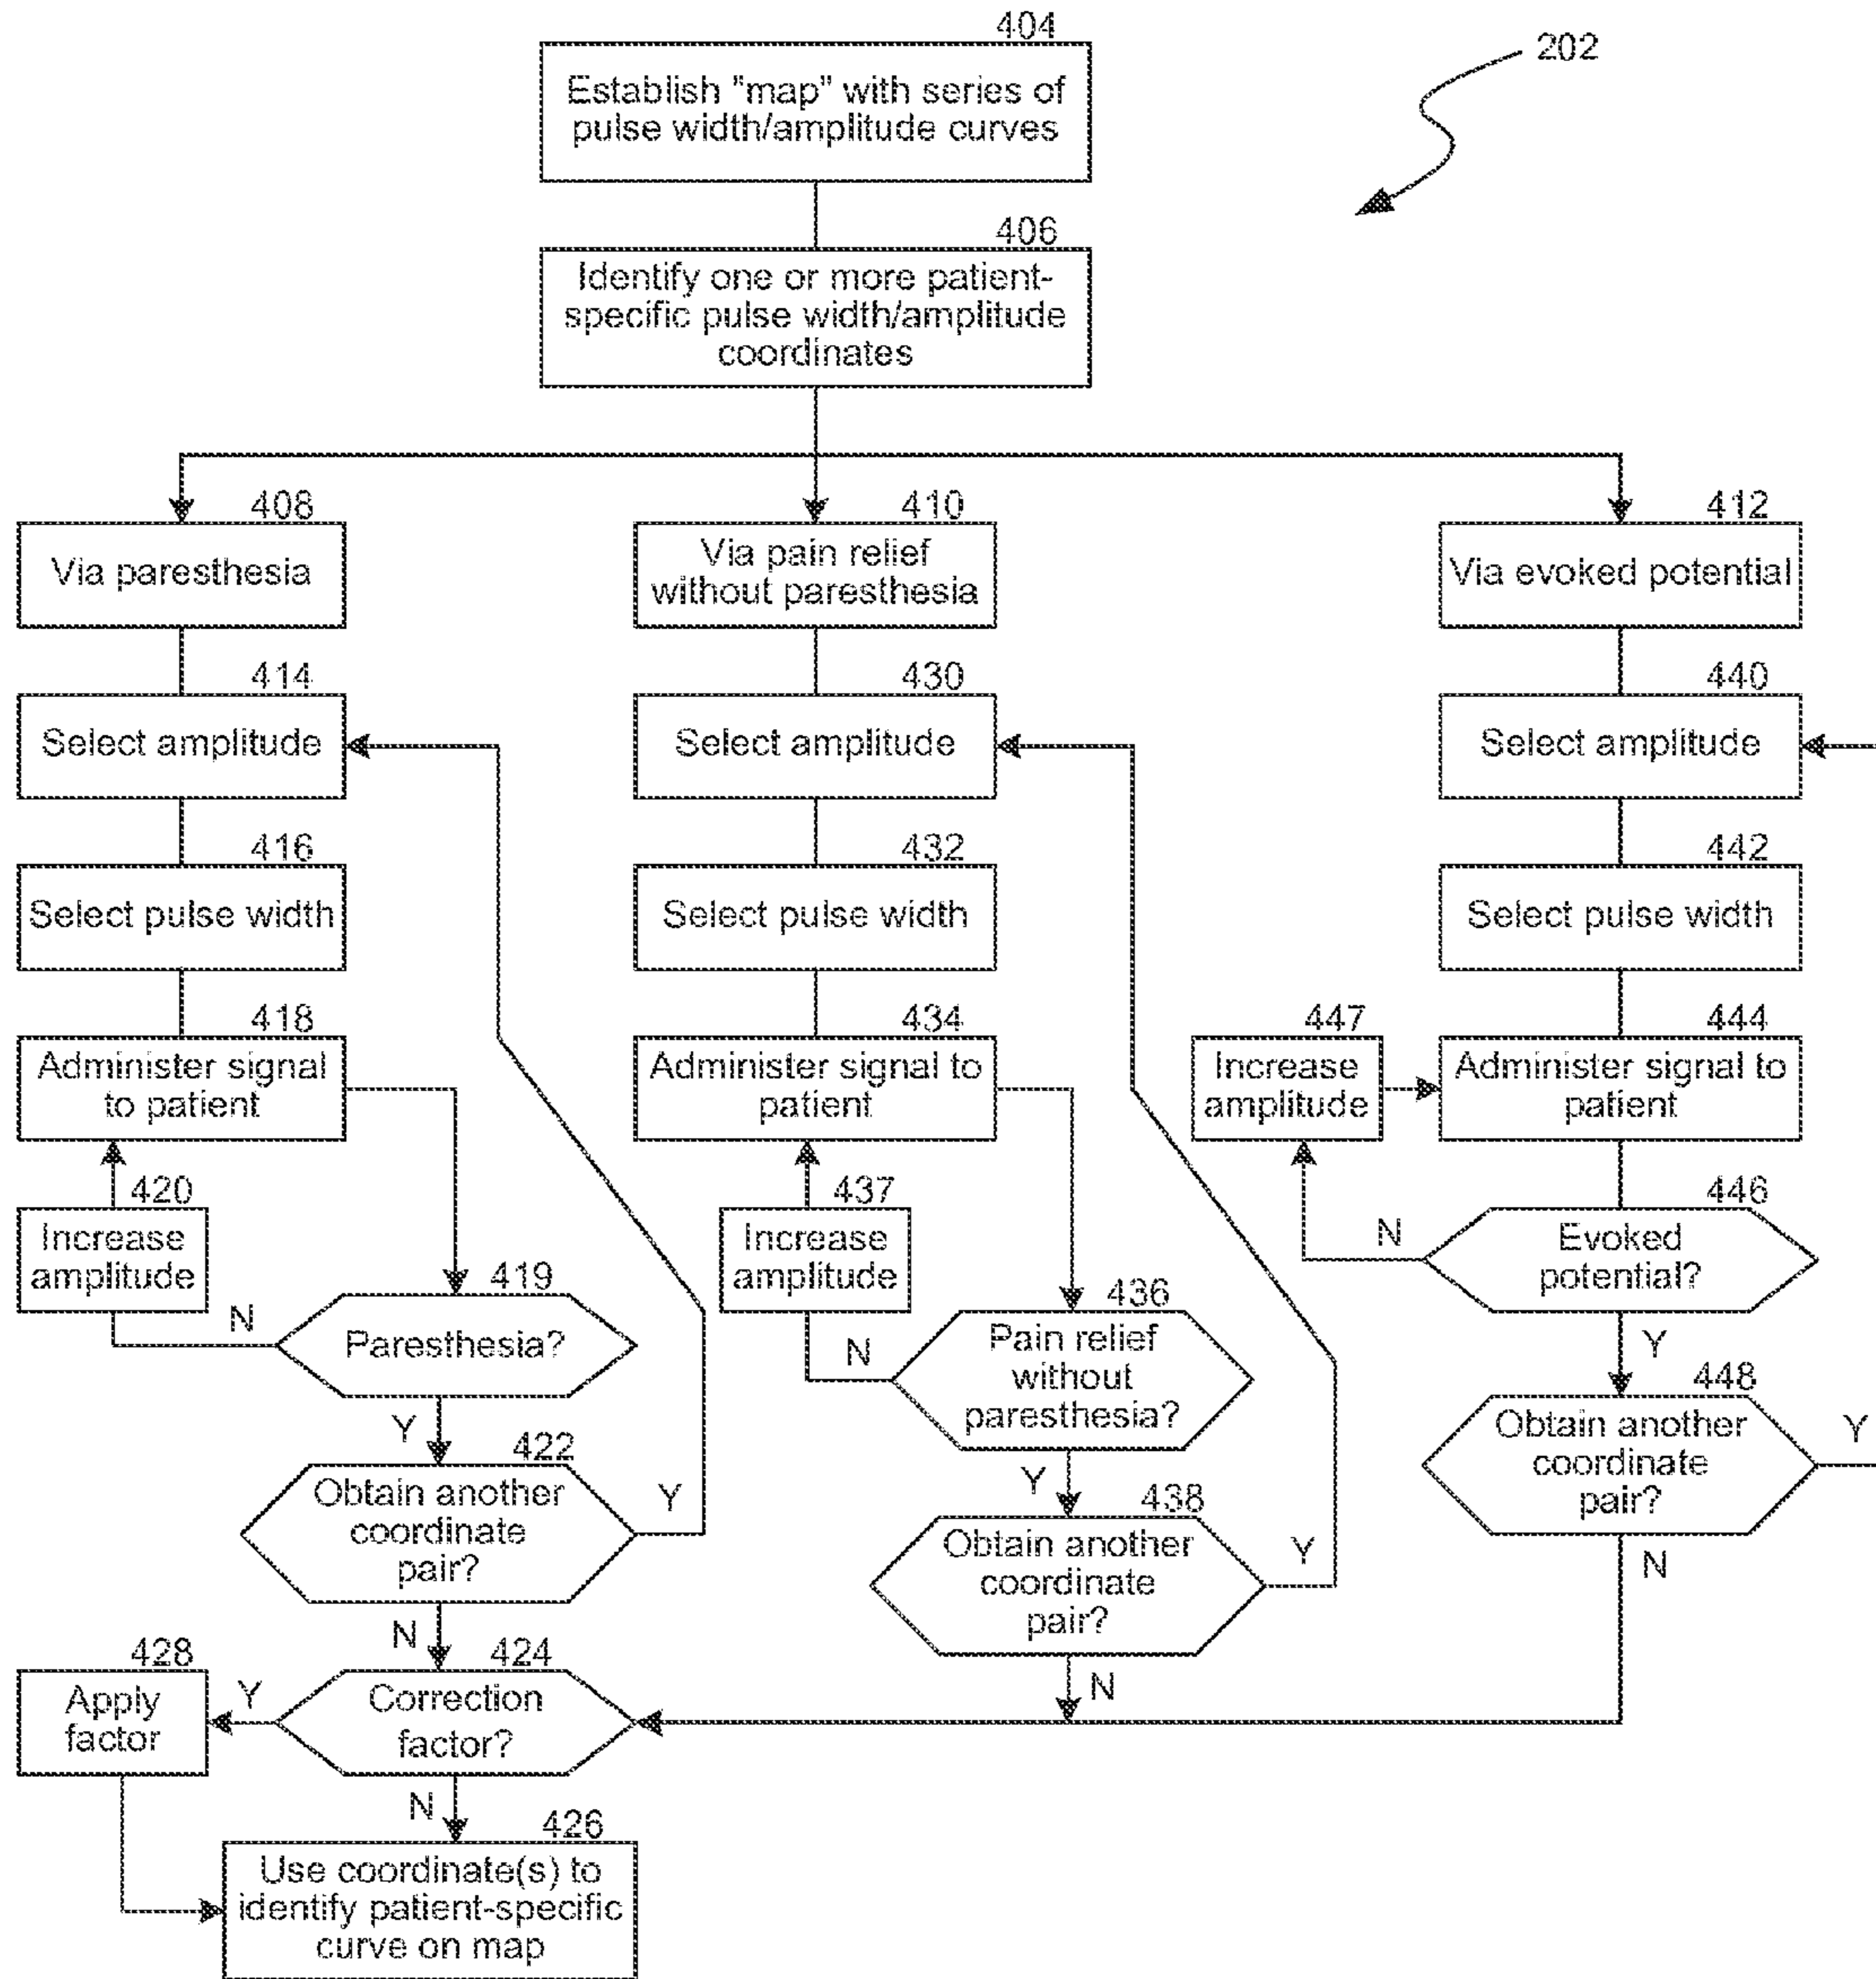 404
202
Establish "map" with series of
pulse width/amplitude curves
406
Identify one or more patient-
specific pulse width/amplitude
coordinates
408
Via paresthesia
410
Via pain relief
without paresthesia
412
Via evoked potential
414
Select amplitude
430
Select amplitude
440
Select amplitude
416
Select pulse width
432
Select pulse width
442
Select pulse width
418
Administer signal
to patient
434
Administer signal to
patient
447
Increase
amplitude
444
Administer signal to
patient
420
Increase
amplitude
437
Increase
amplitude
446
Evoked
potential?
N
Y
419
Paresthesia?
N
Y
436
Pain relief
without
paresthesia?
N
Y
448
Obtain another
coordinate
pair?
Y
N
422
Obtain another
coordinate
pair?
Y
N
438
Obtain another
coordinate
pair?
Y
N
428
Apply
factor
424
Correction
factor?
Y
N
426
Use coordinate(s) to
identify patient-specific
curve on map